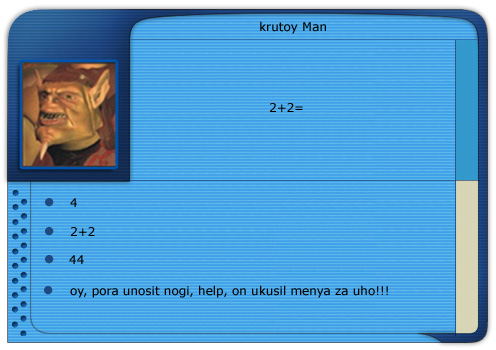 krutoy Man
2+2=
4
2+2
44
oy, pora unosit nogi, help, on ukusil menya za uho!!!